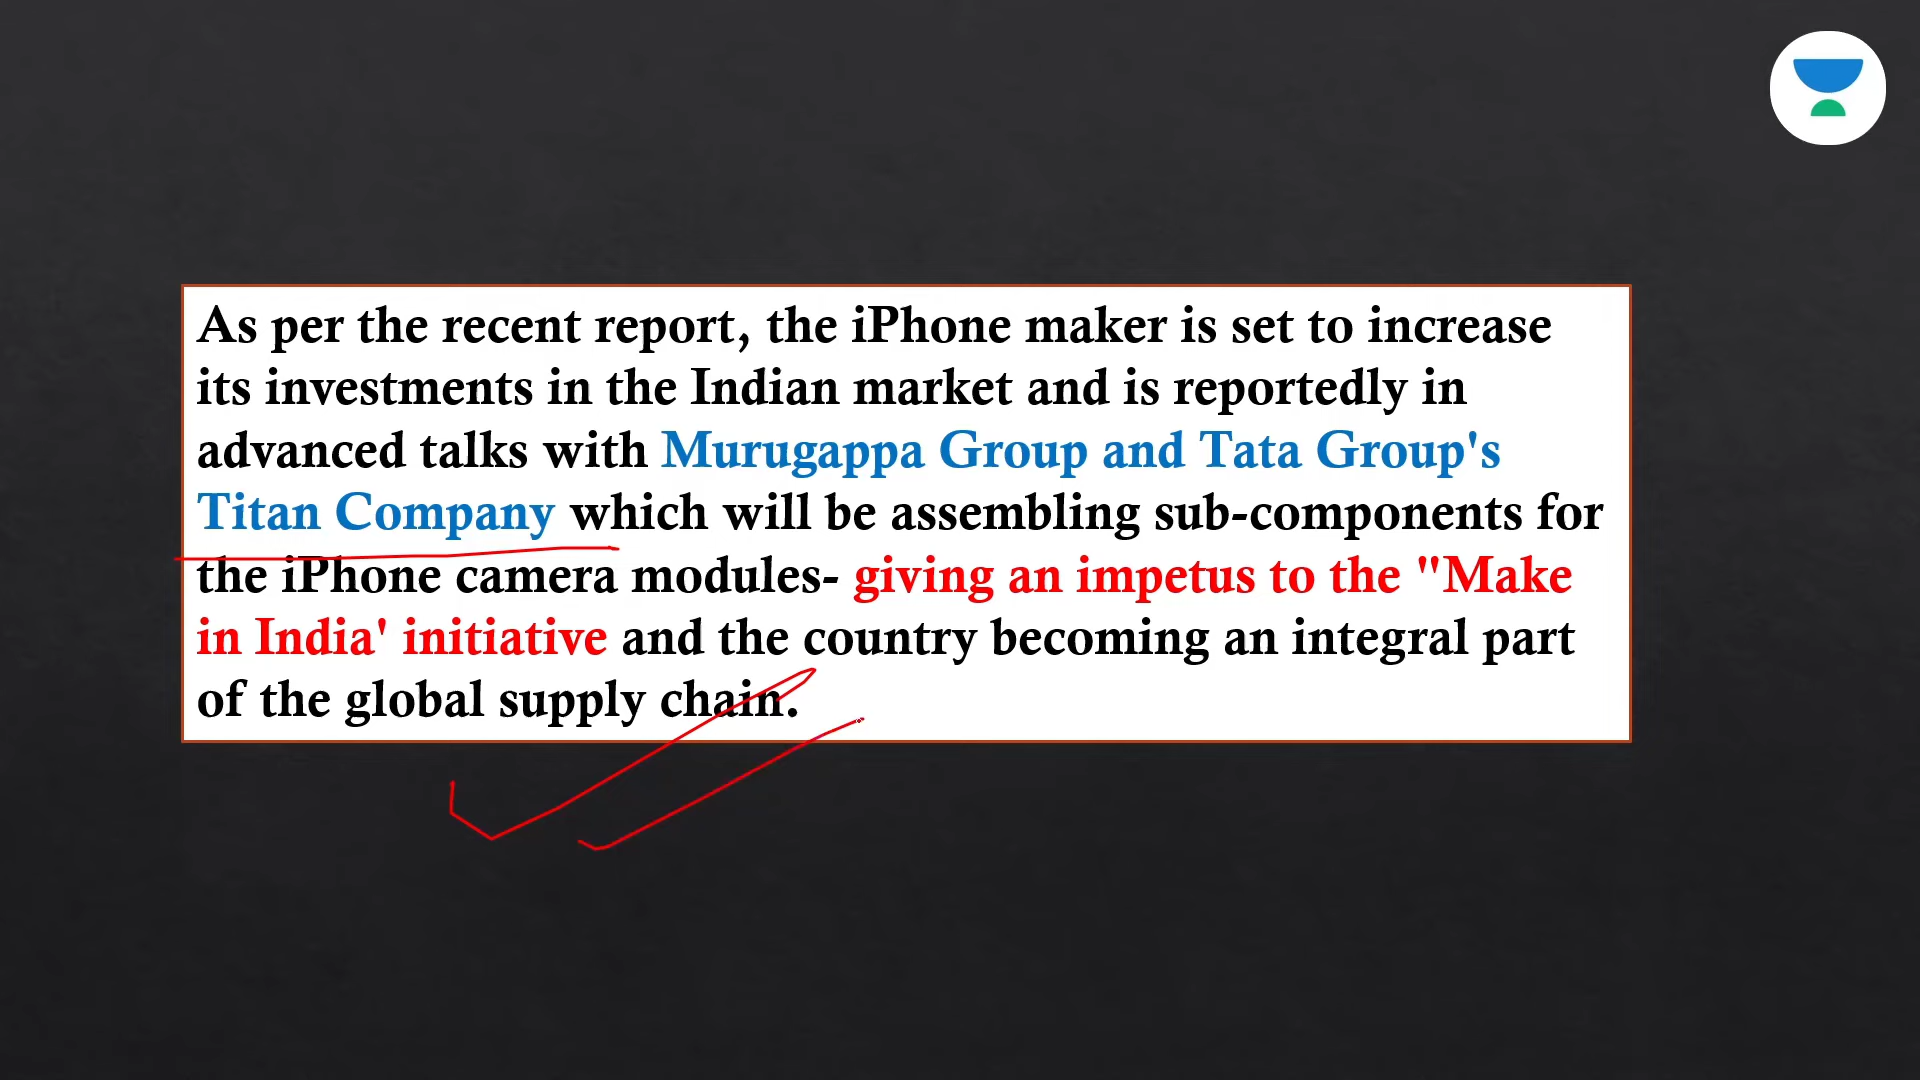 As per the recent report, the iPhone maker is set to increase
its investments in the Indian market and is reportedly in
advanced talks with Murugappa Group and Tata Group's
Titan Company which will be assembling sub-components for
the iPhone camera modules- giving an impetus to the "Make
in India' initiative and the country becoming an integral part
of the global supply chain.